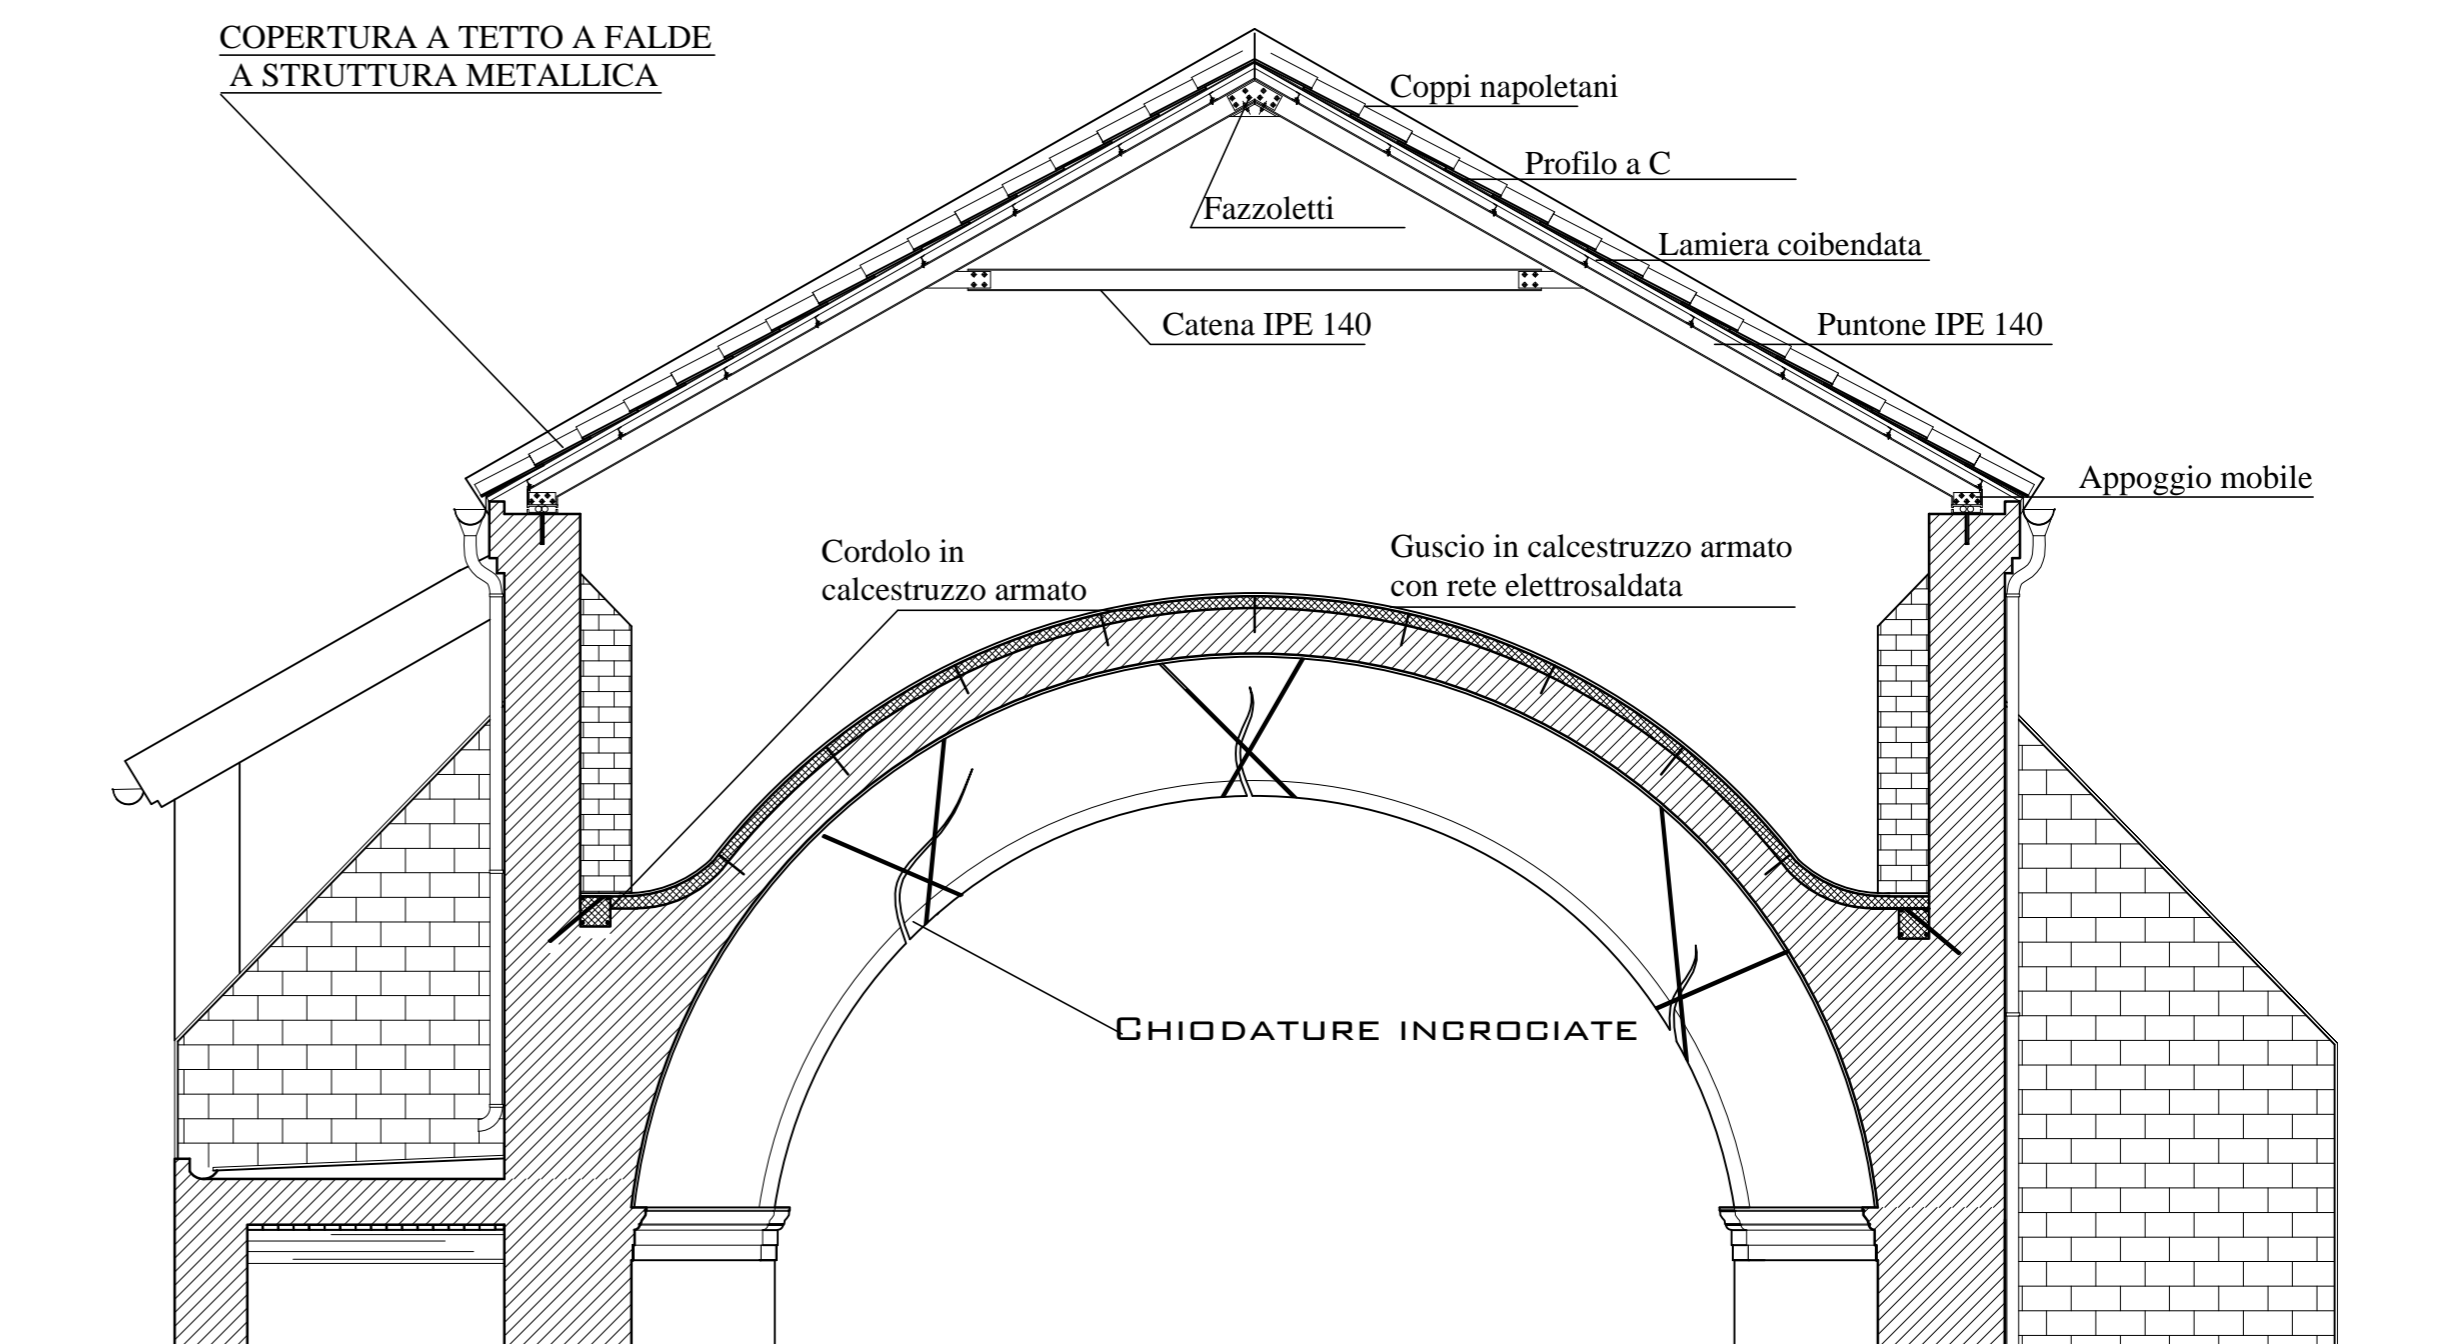 COPERTURA A TETTO A FALDE
A STRUTTURA METALLICA
Coppi napoletani
Profilo a C
Fazzoletti
Lamiera coibendata
Catena IPE 140
Puntone IPE 140
Appoggio mobile
Cordolo in
calcestruzzo armato
Guscio in calcestruzzo armato
con rete elettrosaldata
CHIODATURE INCROCIATE